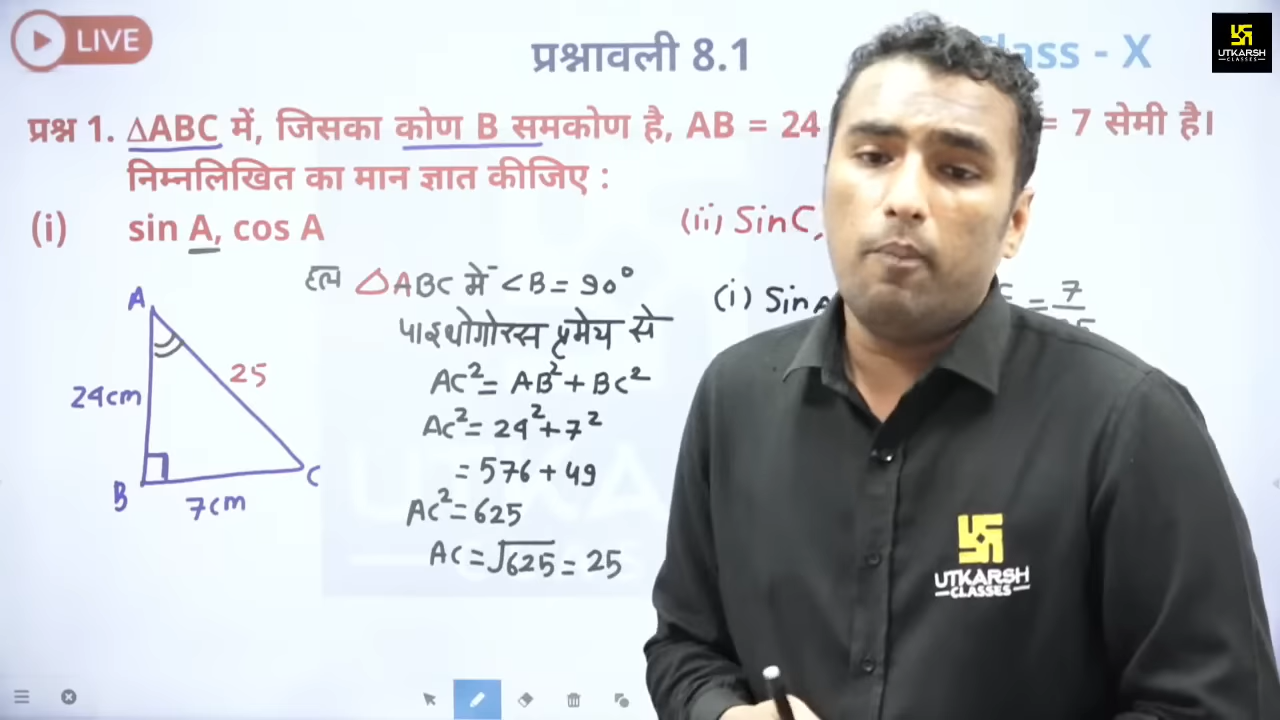 LIVE
प्रश्नावली 8.1
Class - X
UTKARSH
CLASSES
प्रश्न 1. ΔABC में, जिसका कोण B समकोण है, AB = 24 = 7 सेमी है।
निम्नलिखित का मान ज्ञात कीजिए :
(i) sin A, cos A
(ii) Sin C,
हल ΔABC में ∠B = 90°
पाइथोगोरस प्रमेय से
AC² = AB² + BC²
AC² = 24² + 7²
= 576 + 49
AC² = 625
AC = √625 = 25
A
24cm
25
B
7cm
C
(i) Sin A
= 7
UTKARSH
CLASSES